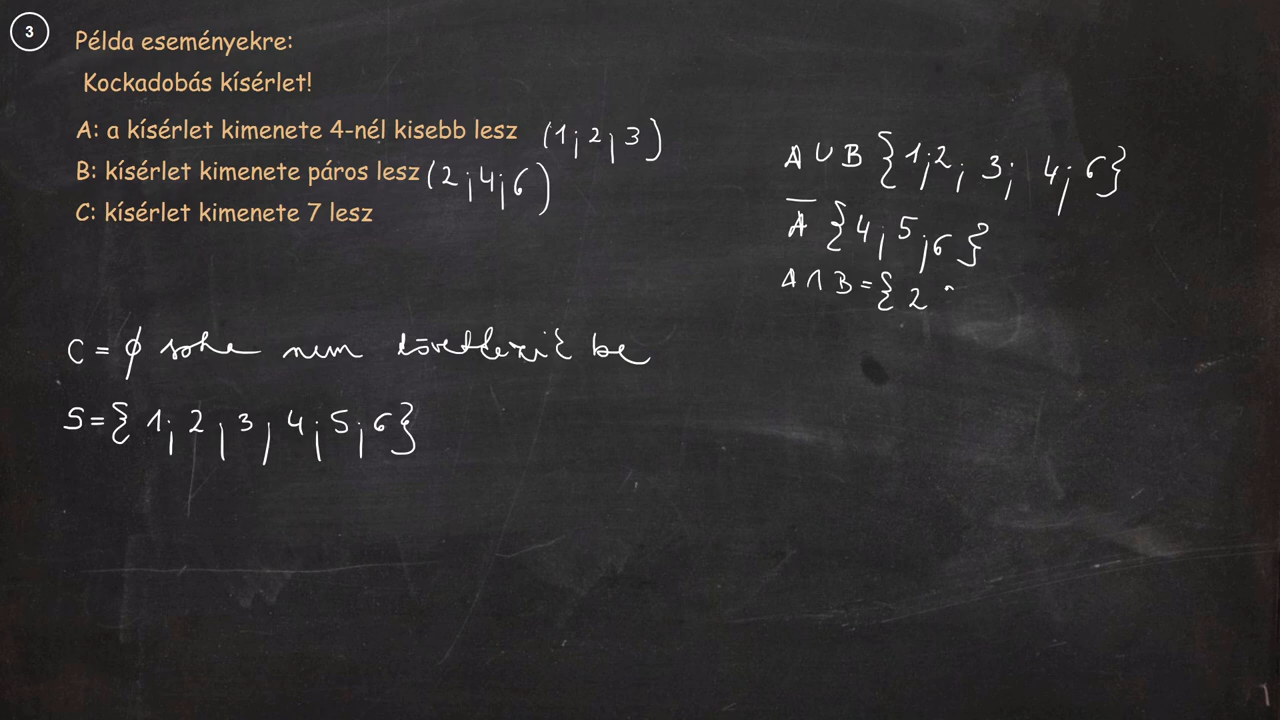 3
Példa eseményekre:
Kockadobás kísérlet!
A: a kísérlet kimenete 4-nél kisebb lesz (1; 2; 3)
B: kísérlet kimenete páros lesz (2; 4; 6)
C: kísérlet kimenete 7 lesz
A ∪ B {1; 2; 3; 4; 6}
A̅ {4; 5; 6}
A ∩ B = { 2
C = ∅ soha nem következik be
S = { 1; 2; 3; 4; 5; 6}